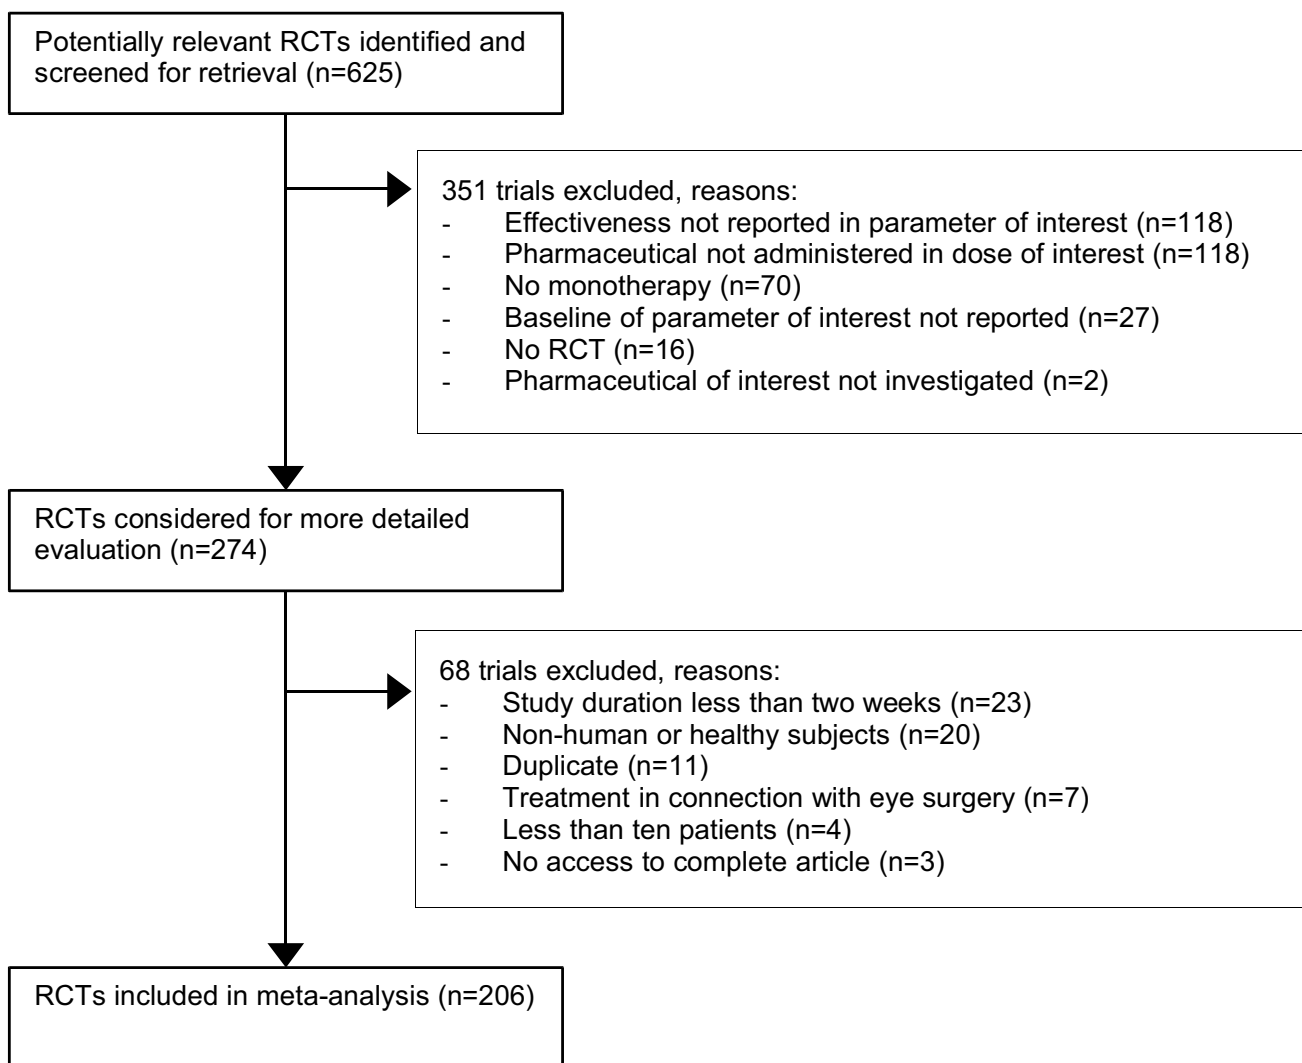 Potentially relevant RCTs identified and
screened for retrieval (n=625)
351 trials excluded, reasons:
- Effectiveness not reported in parameter of interest (n=118)
- Pharmaceutical not administered in dose of interest (n=118)
- No monotherapy (n=70)
- Baseline of parameter of interest not reported (n=27)
- No RCT (n=16)
- Pharmaceutical of interest not investigated (n=2)
RCTs considered for more detailed
evaluation (n=274)
68 trials excluded, reasons:
- Study duration less than two weeks (n=23)
- Non-human or healthy subjects (n=20)
- Duplicate (n=11)
- Treatment in connection with eye surgery (n=7)
- Less than ten patients (n=4)
- No access to complete article (n=3)
RCTs included in meta-analysis (n=206)